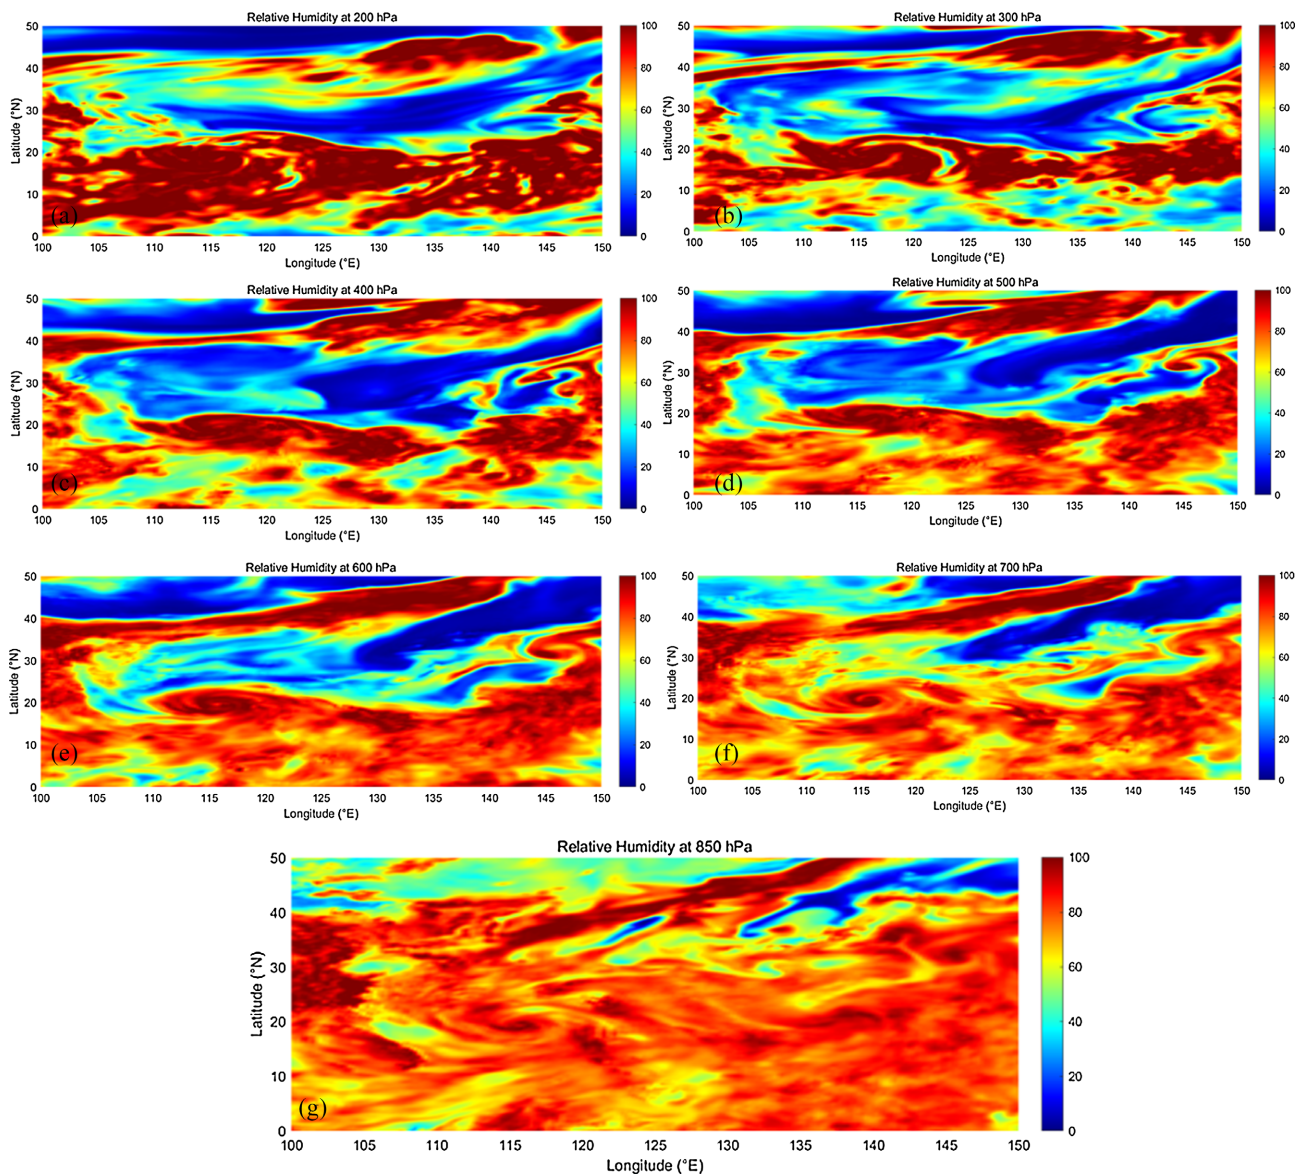 Relative Humidity at 200 hPa
Latitude (°N)
50
40
30
20
10
0
(a)
100 105 110 115 120 125 130 135 140 145 150
Longitude (°E)
100
80
60
40
20
0
Relative Humidity at 300 hPa
Latitude (°N)
50
40
30
20
10
0
(b)
100 105 110 115 120 125 130 135 140 145 150
Longitude (°E)
100
80
60
40
20
0
Relative Humidity at 400 hPa
Latitude (°N)
50
40
30
20
10
0
(c)
100 105 110 115 120 125 130 135 140 145 150
Longitude (°E)
100
80
60
40
20
0
Relative Humidity at 500 hPa
Latitude (°N)
50
40
30
20
10
0
(d)
100 105 110 115 120 125 130 135 140 145 150
Longitude (°E)
100
80
60
40
20
0
Relative Humidity at 600 hPa
Latitude (°N)
50
40
30
20
10
0
(e)
100 105 110 115 120 125 130 135 140 145 150
Longitude (°E)
100
80
60
40
20
0
Relative Humidity at 700 hPa
Latitude (°N)
50
40
30
20
10
0
(f)
100 105 110 115 120 125 130 135 140 145 150
Longitude (°E)
100
80
60
40
20
0
Relative Humidity at 850 hPa
Latitude (°N)
50
40
30
20
10
0
(g)
100 105 110 115 120 125 130 135 140 145 150
Longitude (°E)
100
80
60
40
20
0